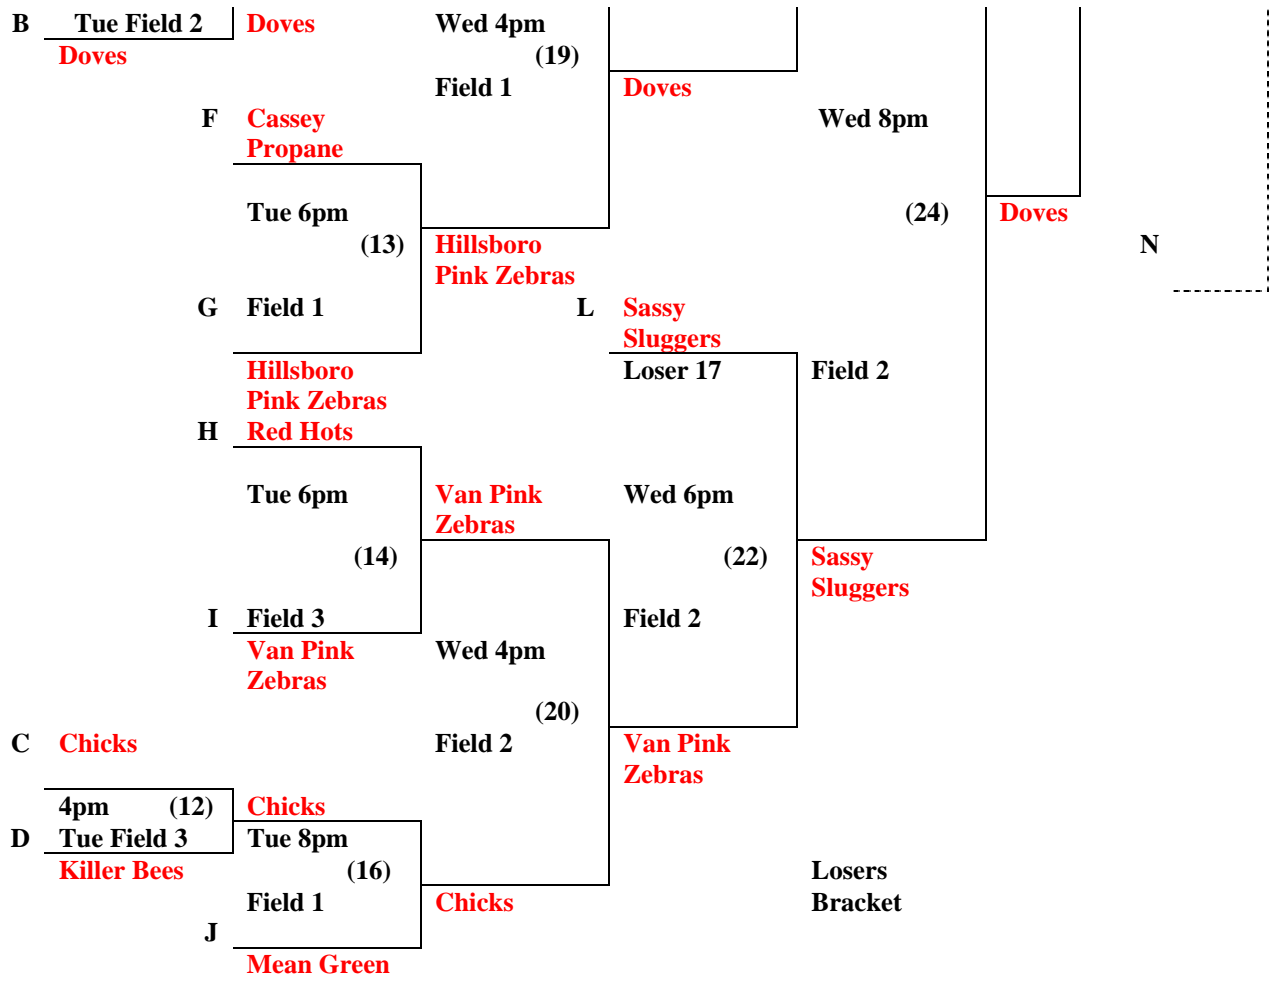 B Tue Field 2 Doves Wed 4pm
Doves (19)
Field 1 Doves
F Cassey Wed 8pm
Propane
Tue 6pm (24) Doves
(13) Hillsboro N
Pink Zebras
G Field 1 L Sassy
Sluggers
Hillsboro Loser 17 Field 2
Pink Zebras
H Red Hots
Tue 6pm Van Pink Wed 6pm
Zebras
(14) (22) Sassy
Sluggers
I Field 3 Field 2
Van Pink Wed 4pm
Zebras
(20)
C Chicks Field 2 Van Pink
Zebras
4pm (12) Chicks
D Tue Field 3 Tue 8pm
Killer Bees (16) Losers
Field 1 Chicks Bracket
J
Mean Green